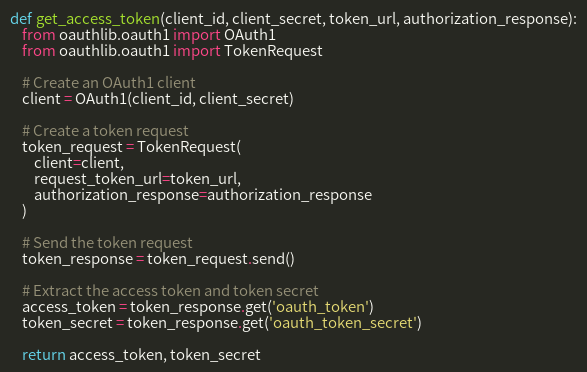 def get_access_token(client_id, client_secret, token_url, authorization_response):
from oauthlib.oauth1 import OAuth1
from oauthlib.oauth1 import TokenRequest
# Create an OAuth1 client
client = OAuth1(client_id, client_secret)
# Create a token request
token_request = TokenRequest(
client=client,
request_token_url=token_url,
authorization_response=authorization_response
)
# Send the token request
token_response = token_request.send()
# Extract the access token and token secret
access_token = token_response.get('oauth_token')
token_secret = token_response.get('oauth_token_secret')
return access_token, token_secret